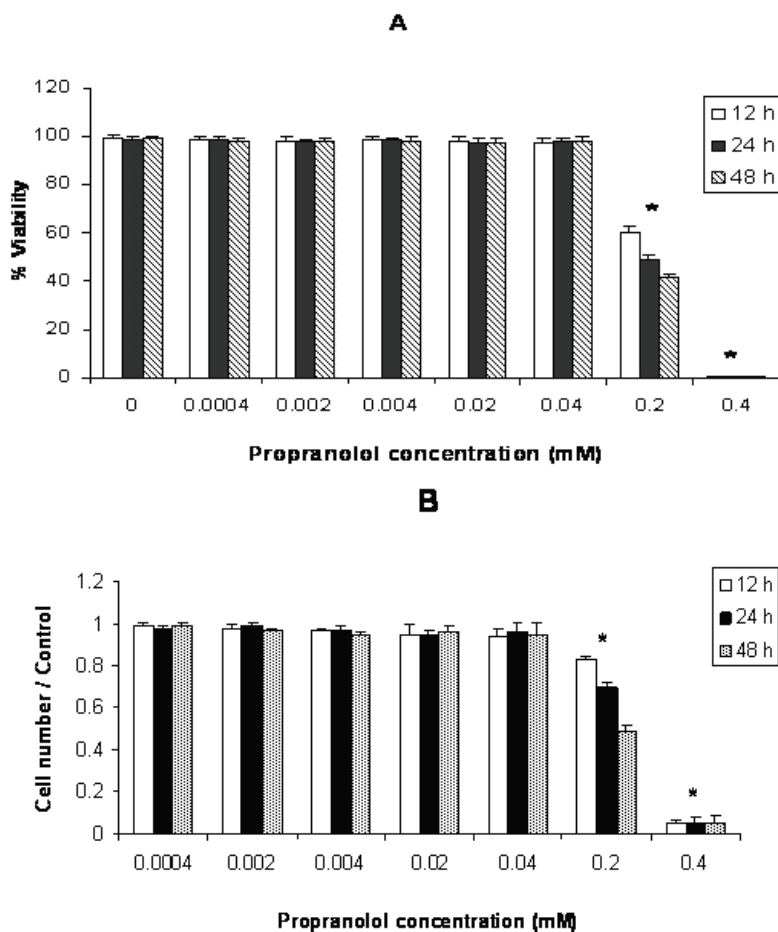 A
120
100
80
60
40
20
0
% Viability
12 h
24 h
48 h
*
*
0 0.0004 0.002 0.004 0.02 0.04 0.2 0.4
Propranolol concentration (mM)
B
1.2
1
0.8
0.6
0.4
0.2
0
Cell number / Control
12 h
24 h
48 h
*
*
0.0004 0.002 0.004 0.02 0.04 0.2 0.4
Propranolol concentration (mM)